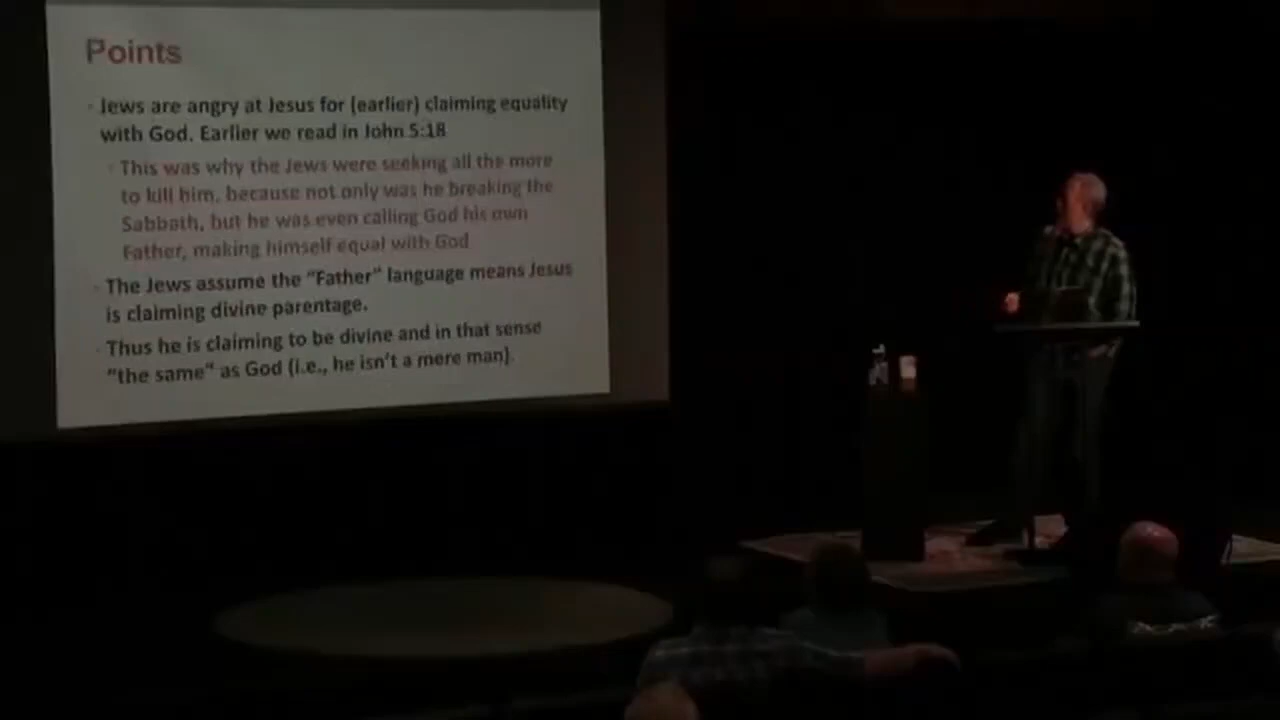 Points
Jews are angry at Jesus for (earlier) claiming equality
with God. Earlier we read in John 5:18
This was why the Jews were seeking all the more
to kill him, because not only was he breaking the
Sabbath, but he was even calling God his own
Father, making himself equal with God
The Jews assume the "Father" language means Jesus
is claiming divine parentage.
Thus he is claiming to be divine and in that sense
"the same" as God (i.e., he isn't a mere man).